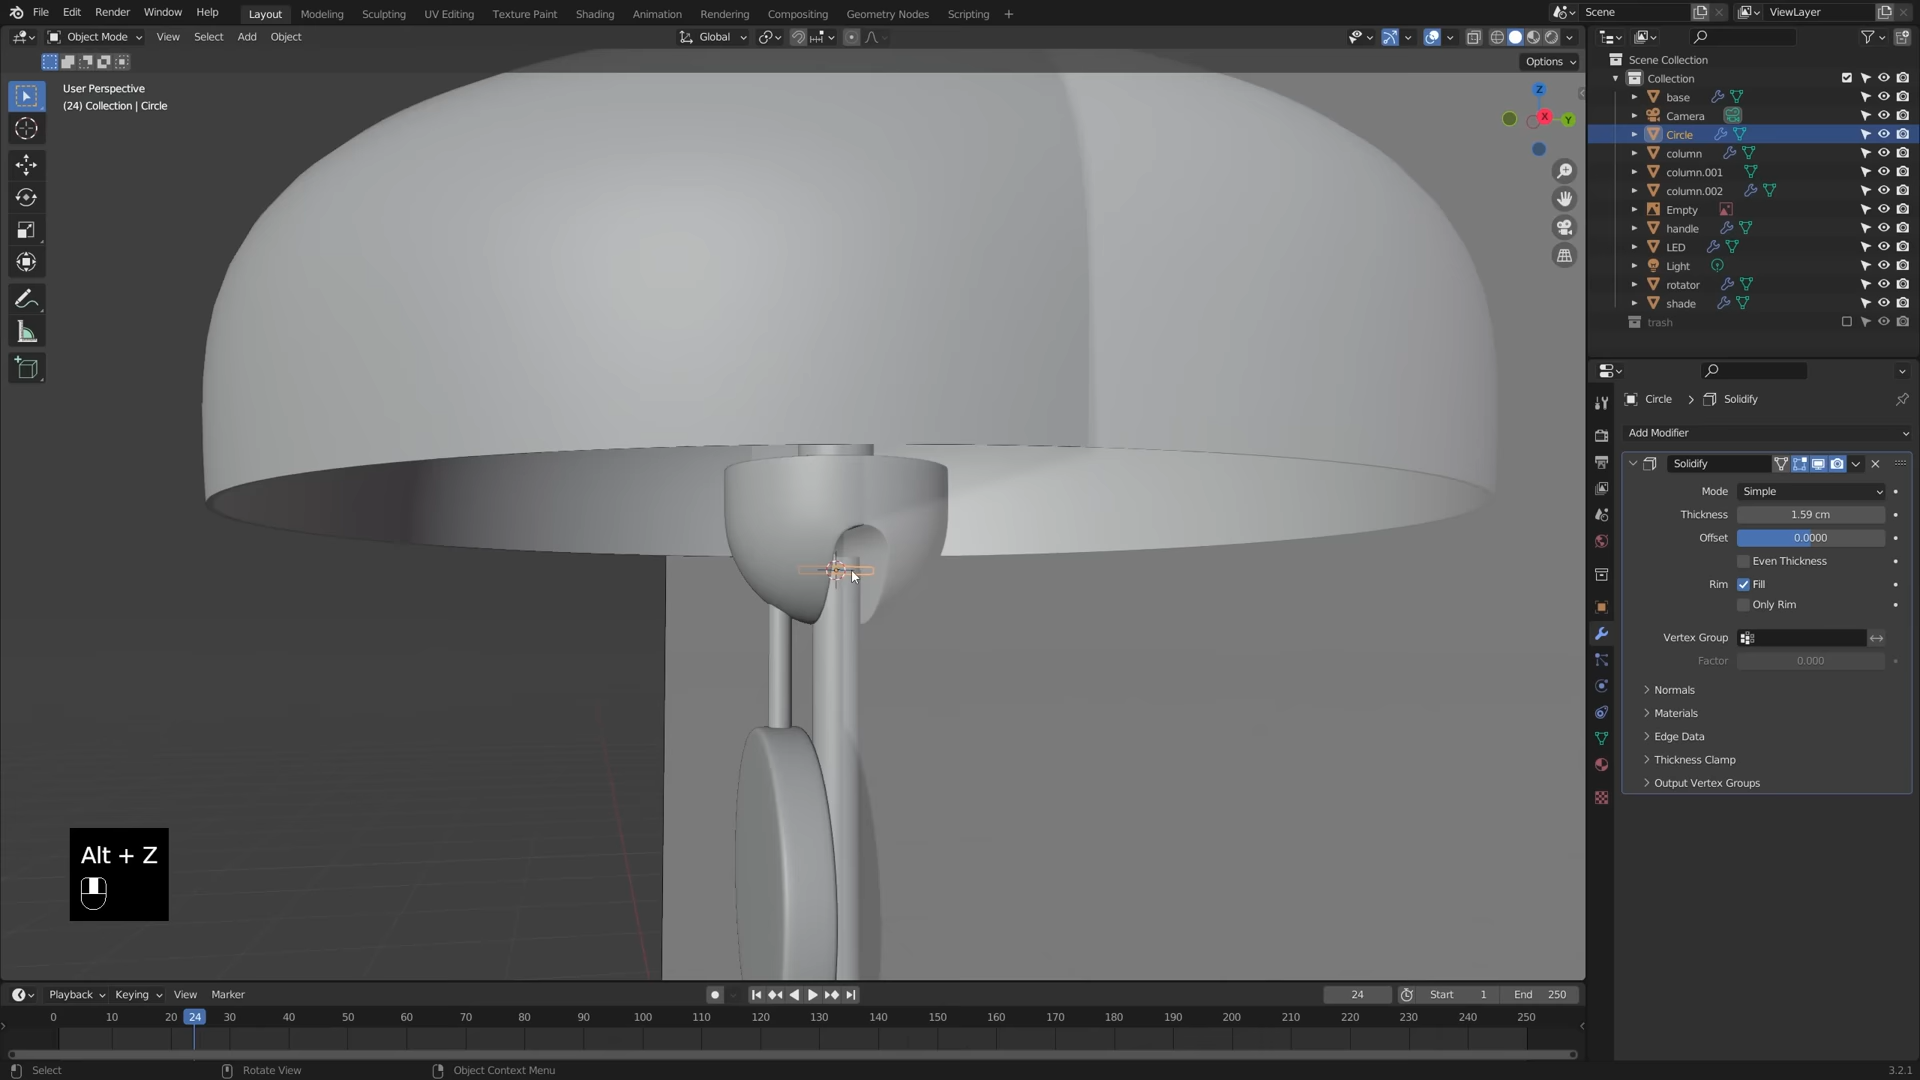 File Edit Render Window Help Layout Modeling Sculpting UV Editing Texture Paint Shading Animation Rendering Compositing Geometry Nodes Scripting + Scene ViewLayer
Object Mode View Select Add Object Global
Options
User Perspective
(24) Collection | Circle
Z
X
Y
Scene Collection
Collection
base
Camera
Circle
column
column.001
column.002
Empty
handle
LED
Light
rotator
shade
trash
Circle > Solidify
Add Modifier
Solidify
Mode Simple
Thickness 1.59 cm
Offset 0.0000
Even Thickness
Rim Fill
Only Rim
Vertex Group
Factor 0.000
Normals
Materials
Edge Data
Thickness Clamp
Output Vertex Groups
Alt + Z
Playback Keying View Marker 24 Start 1 End 250
0 10 20 24 30 40 50 60 70 80 90 100 110 120 130 140 150 160 170 180 190 200 210 220 230 240 250
Select Rotate View Object Context Menu 3.2.1